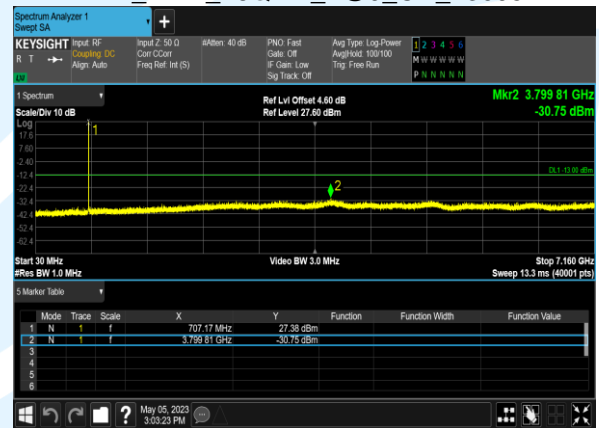 Spectrum Analyzer 1
Swept SA
KEYSIGHT
R T
Input: RF
Coupling: DC
Align: Auto
Input Z: 50 Ω
Corr CCorr
Freq Ref: Int (S)
#Atten: 40 dB
PNO: Fast
Gate: Off
IF Gain: Low
Sig Track: Off
Avg Type: Log-Power
Avg|Hold: 100/100
Trig: Free Run
1 2 3 4 5 6
M W W W W W
P N N N N N
1 Spectrum
Scale/Div 10 dB
Ref Lvl Offset 4.60 dB
Ref Level 27.60 dBm
Mkr2 3.799 81 GHz
-30.75 dBm
Log
17.6
7.60
-2.40
-12.4
-22.4
-32.4
-42.4
-52.4
-62.4
1
2
DL1 -13.00 dBm
Start 30 MHz
#Res BW 1.0 MHz
Video BW 3.0 MHz
Stop 7.160 GHz
Sweep 13.3 ms (40001 pts)
5 Marker Table
Mode Trace Scale X Y Function Function Width Function Value
1 N 1 f 707.17 MHz 27.38 dBm
2 N 1 f 3.799 81 GHz -30.75 dBm
3
4
5
6
?
May 05, 2023
3:03:23 PM